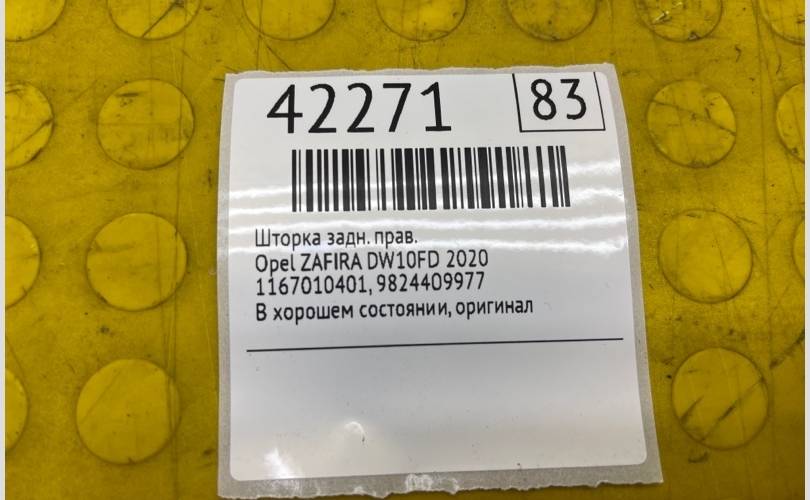 42271 83
Шторка задн. прав.
Opel ZAFIRA DW10FD 2020
1167010401, 9824409977
В хорошем состоянии, оригинал